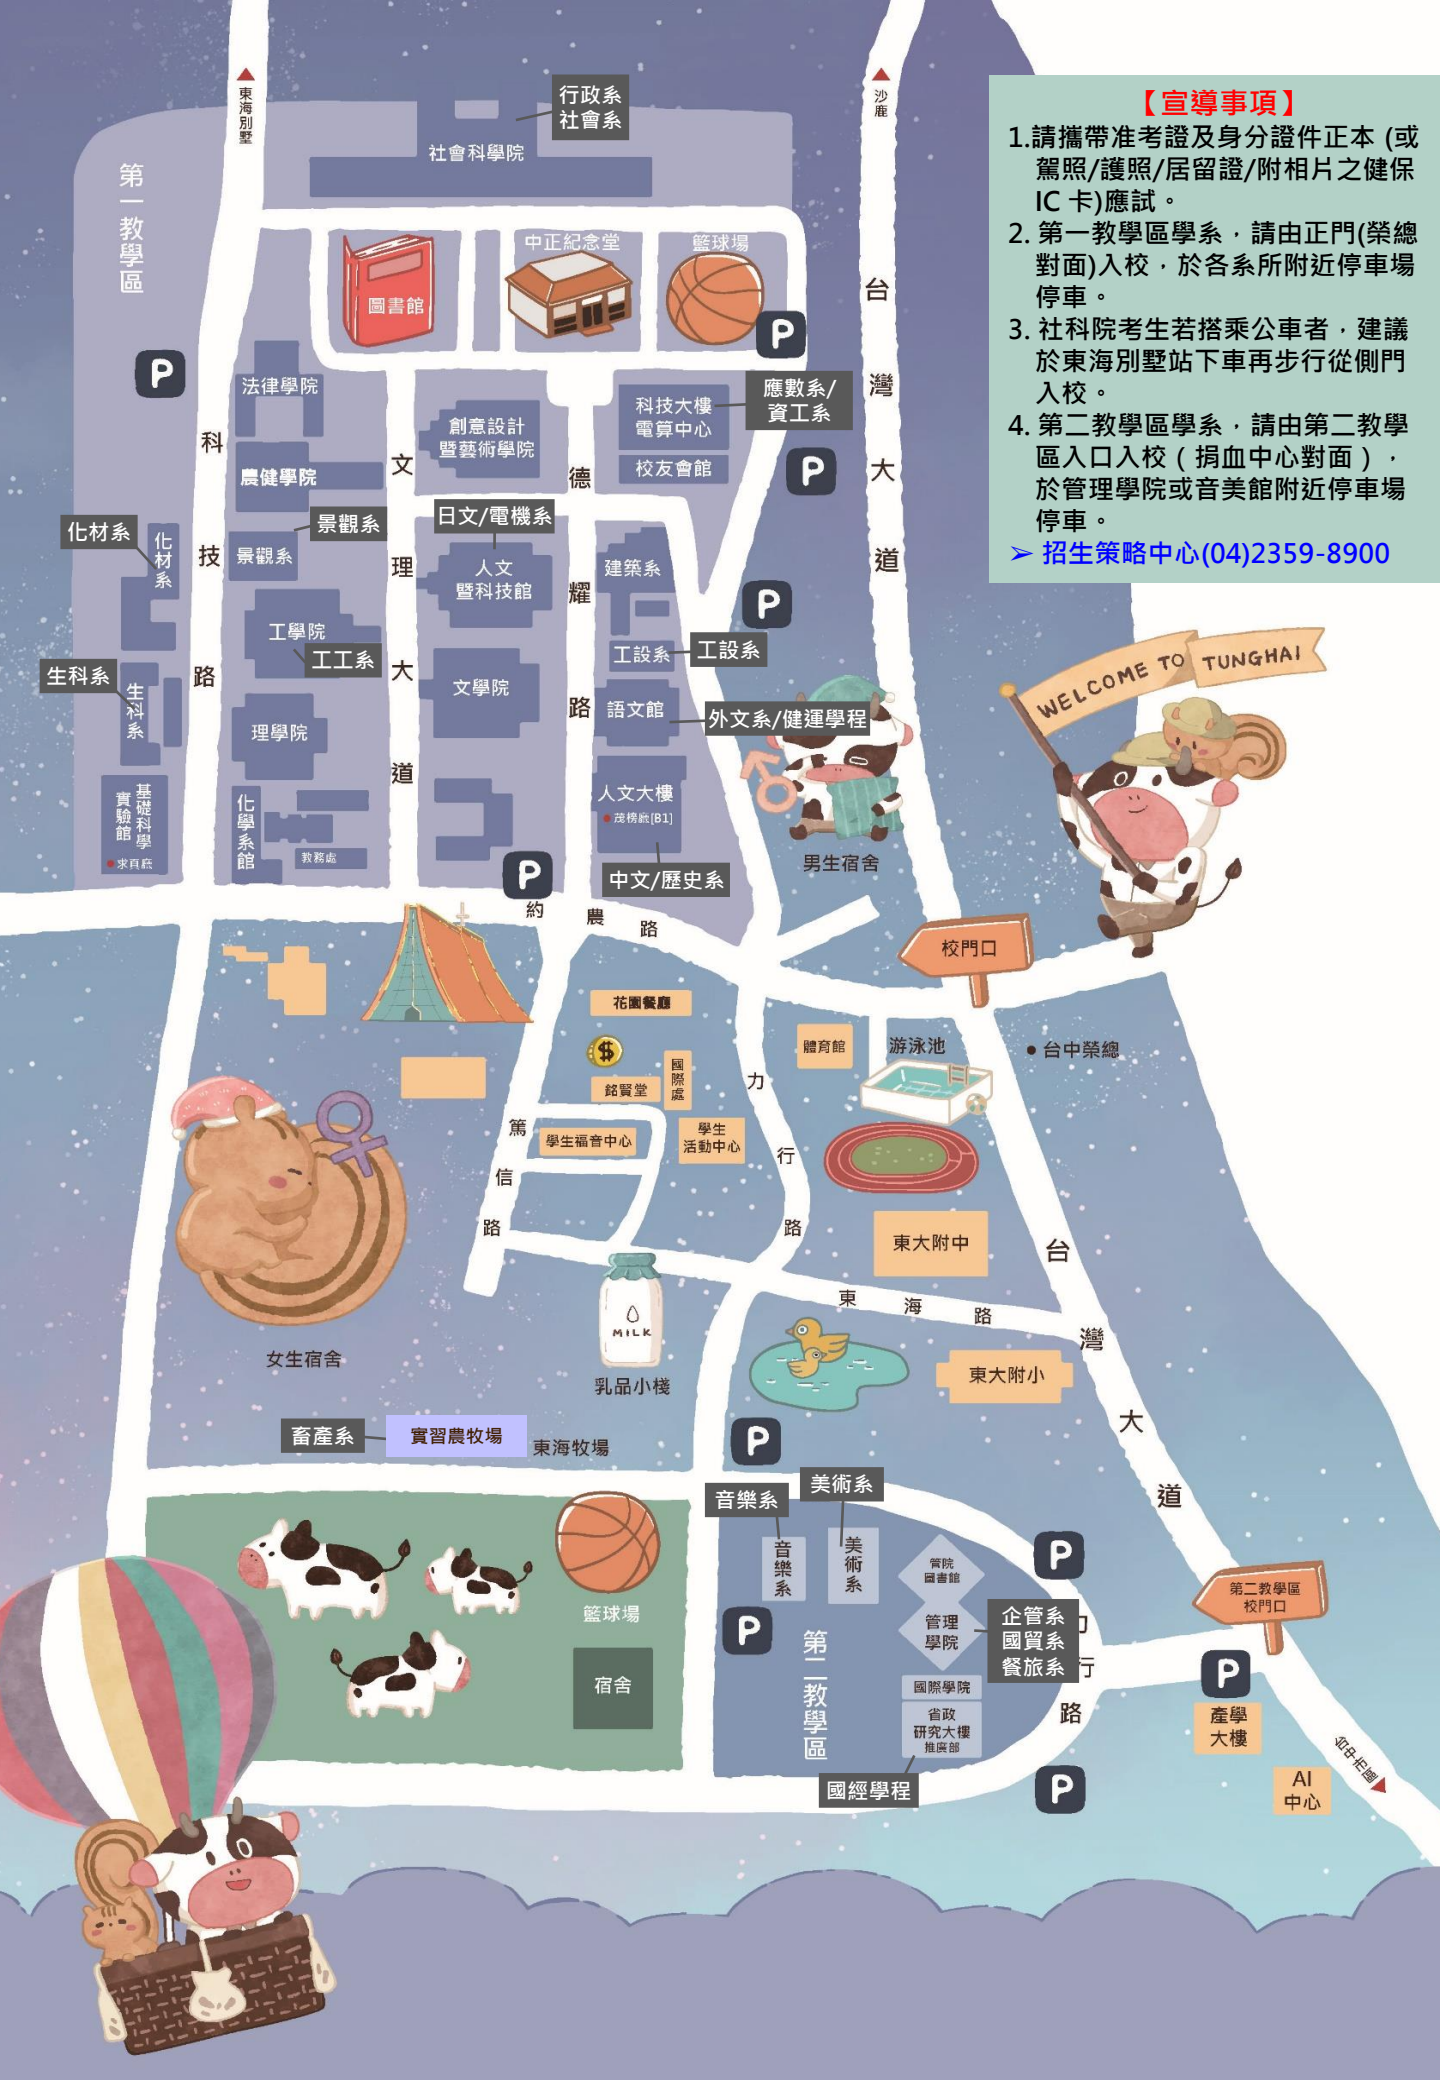 【宣導事項】
1.請攜帶准考證及身分證件正本 (或
駕照/護照/居留證/附相片之健保
IC 卡)應試。
2. 第一教學區學系，請由正門(榮總
對面)入校，於各系所附近停車場
停車。
3. 社科院考生若搭乘公車者，建議
於東海別墅站下車再步行從側門
入校。
4. 第二教學區學系，請由第二教學
區入口入校（捐血中心對面），
於管理學院或音美館附近停車場
停車。
➢ 招生策略中心(04)2359-8900
東海別墅
沙鹿
行政系
社會系
社會科學院
第一教學區
圖書館
中正紀念堂
籃球場
P
P
法律學院
創意設計
暨藝術學院
科技大樓
電算中心
應數系/
資工系
校友會館
P
農健學院
科技路
文理大道
德耀路
台灣大道
化材系
化材系
景觀系
景觀系
日文/電機系
人文
暨科技館
建築系
P
工學院
工工系
工設系
工設系
生科系
生科系
文學院
語文館
外文系/健運學程
理學院
WELCOME TO TUNGHAI
基礎科學
實驗館
求真廳
化學系館
教務處
人文大樓
茂榜廳[B1]
中文/歷史系
男生宿舍
P
約農路
校門口
花園餐廳
$
銘賢堂
國際處
體育館
游泳池
台中榮總
力行路
篤信路
學生福音中心
學生
活動中心
東大附中
台灣大道
東海路
MILK
乳品小棧
女生宿舍
東大附小
畜產系
實習農牧場
東海牧場
P
音樂系
美術系
音樂系
美術系
管院
圖書館
P
籃球場
P
管理
學院
企管系
國貿系
餐旅系
第二教學區
校門口
宿舍
第二教學區
國際學院
省政
研究大樓
推廣部
國經學程
力行路
P
產學
大樓
P
AI
中心
台中市區